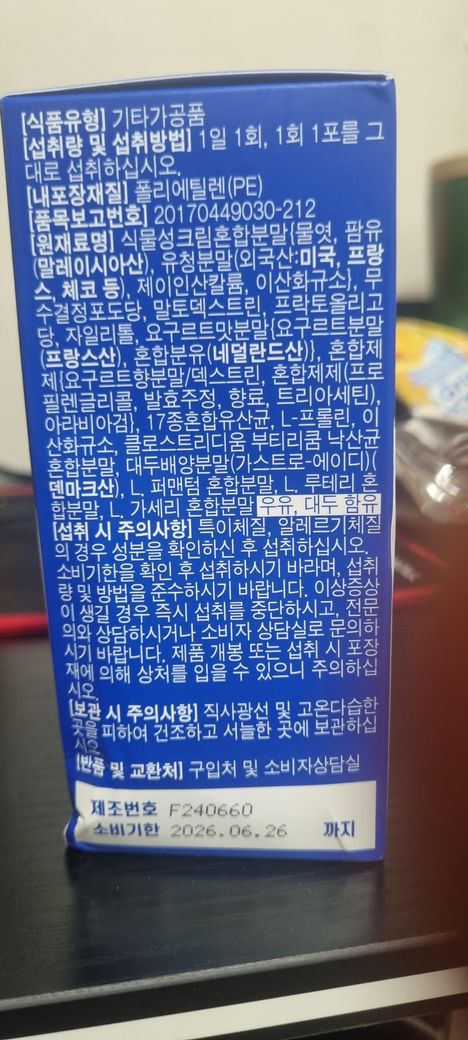 [식품유형] 기타가공품
[섭취량 및 섭취방법] 1일 1회, 1회 1포를 그
대로 섭취하십시오.
[내포장재질] 폴리에틸렌(PE)
[품목보고번호] 20170449030-212
[원재료명] 식물성크림혼합분말{물엿, 팜유
(말레이시아산), 유청분말(외국산:미국, 프랑
스, 체코 등), 제이인산칼륨, 이산화규소}, 무
수결정포도당, 말토덱스트린, 프락토올리고
당, 자일리톨, 요구르트맛분말{요구르트분말
(프랑스산), 혼합분유(네덜란드산)}, 혼합제
제{요구르트향분말/덱스트린, 혼합제제(프로
필렌글리콜, 발효주정, 향료, 트리아세틴),
아라비아검}, 17종혼합유산균, L-프롤린, 이
산화규소, 클로스트리디움 부티리쿰 낙산균
혼합분말, 대두배양분말(가스트로-에이디)(
덴마크산), L. 퍼맨텀 혼합분말, L. 루테리 혼
합분말, L. 가세리 혼합분말 우유, 대두 함유
[섭취 시 주의사항] 특이체질, 알레르기체질
의 경우 성분을 확인하신 후 섭취하십시오.
소비기한을 확인 후 섭취하시기 바라며, 섭취
량 및 방법을 준수하시기 바랍니다. 이상증상
이 생길 경우 즉시 섭취를 중단하시고, 전문
의와 상담하시거나 소비자 상담실로 문의하
시기 바랍니다. 제품 개봉 또는 섭취 시 포장
재에 의해 상처를 입을 수 있으니 주의하십
시오.
[보관 시 주의사항] 직사광선 및 고온다습한
곳을 피하여 건조하고 서늘한 곳에 보관하십
시오.
[반품 및 교환처] 구입처 및 소비자상담실
제조번호 F240660
소비기한 2026.06.26 까지